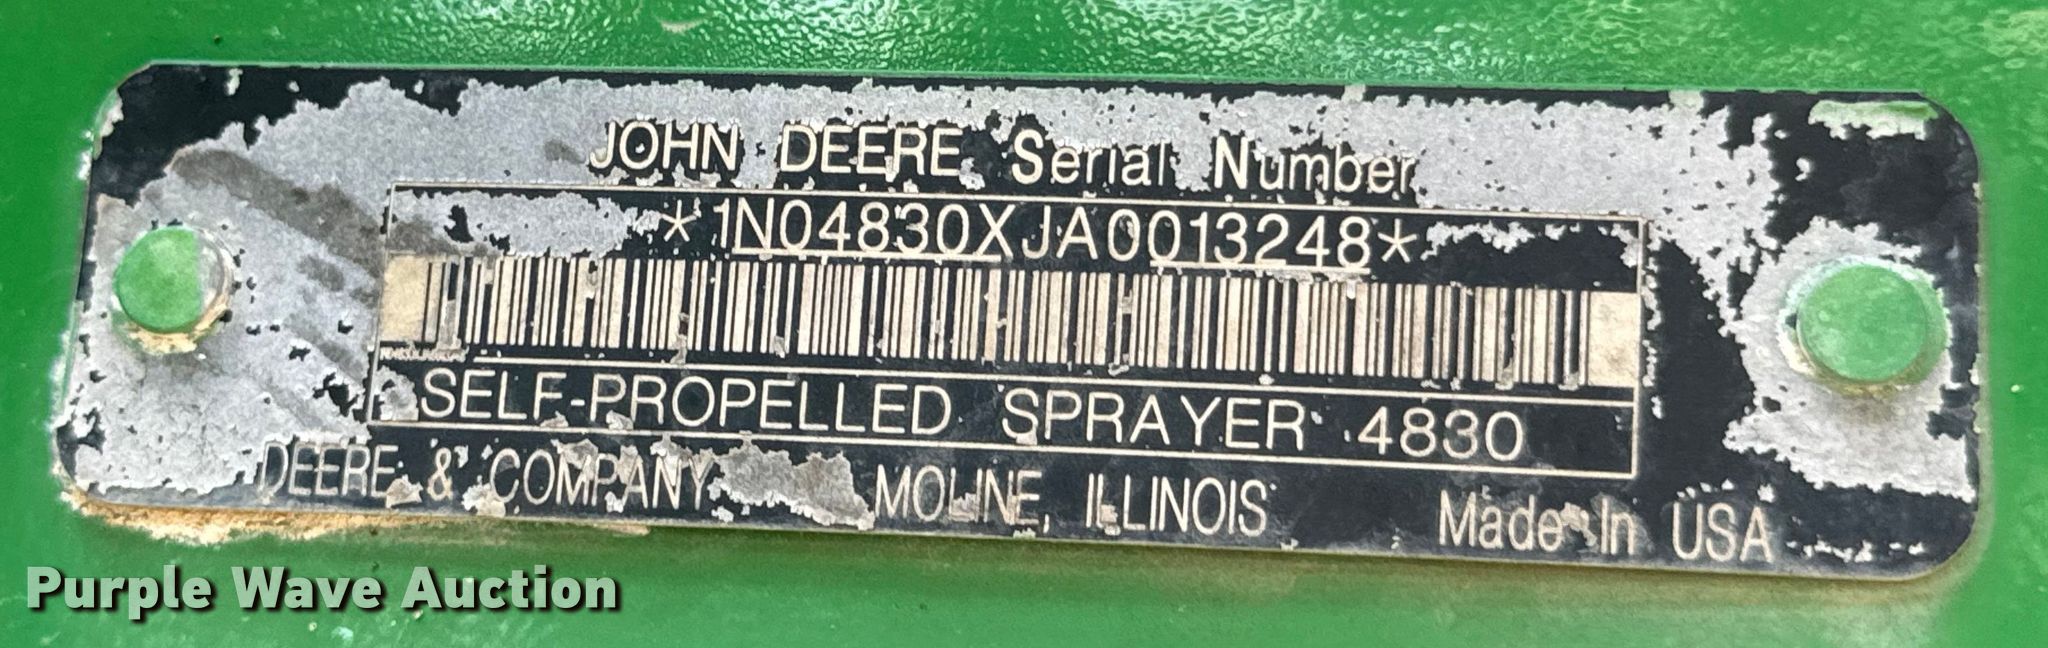 JOHN DEERE Serial Number
*1N04830XJA0013248*
SELF-PROPELLED SPRAYER 4830
DEERE & COMPANY MOLINE, ILLINOIS Made In USA
Purple Wave Auction